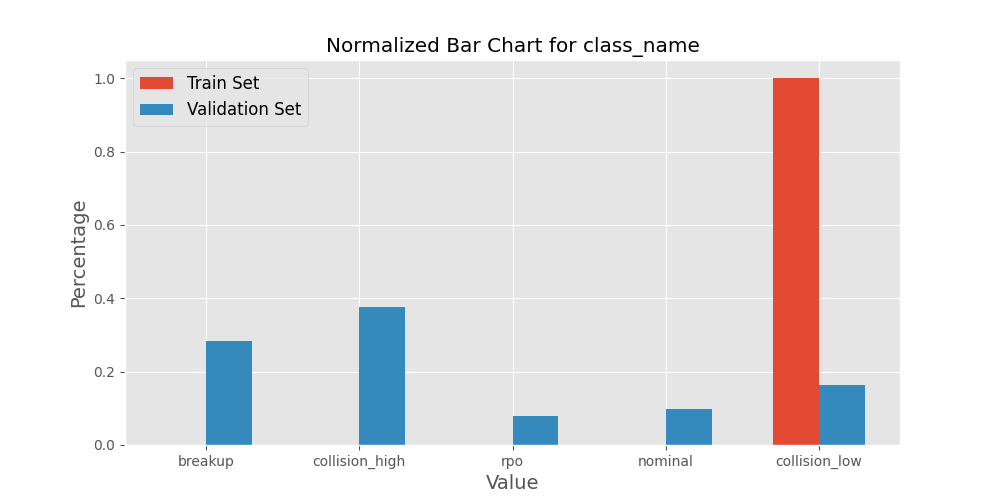 Normalized Bar Chart for class_name
Train Set
Validation Set
Percentage
1.0
0.8
0.6
0.4
0.2
0.0
breakup collision_high rpo nominal collision_low
Value